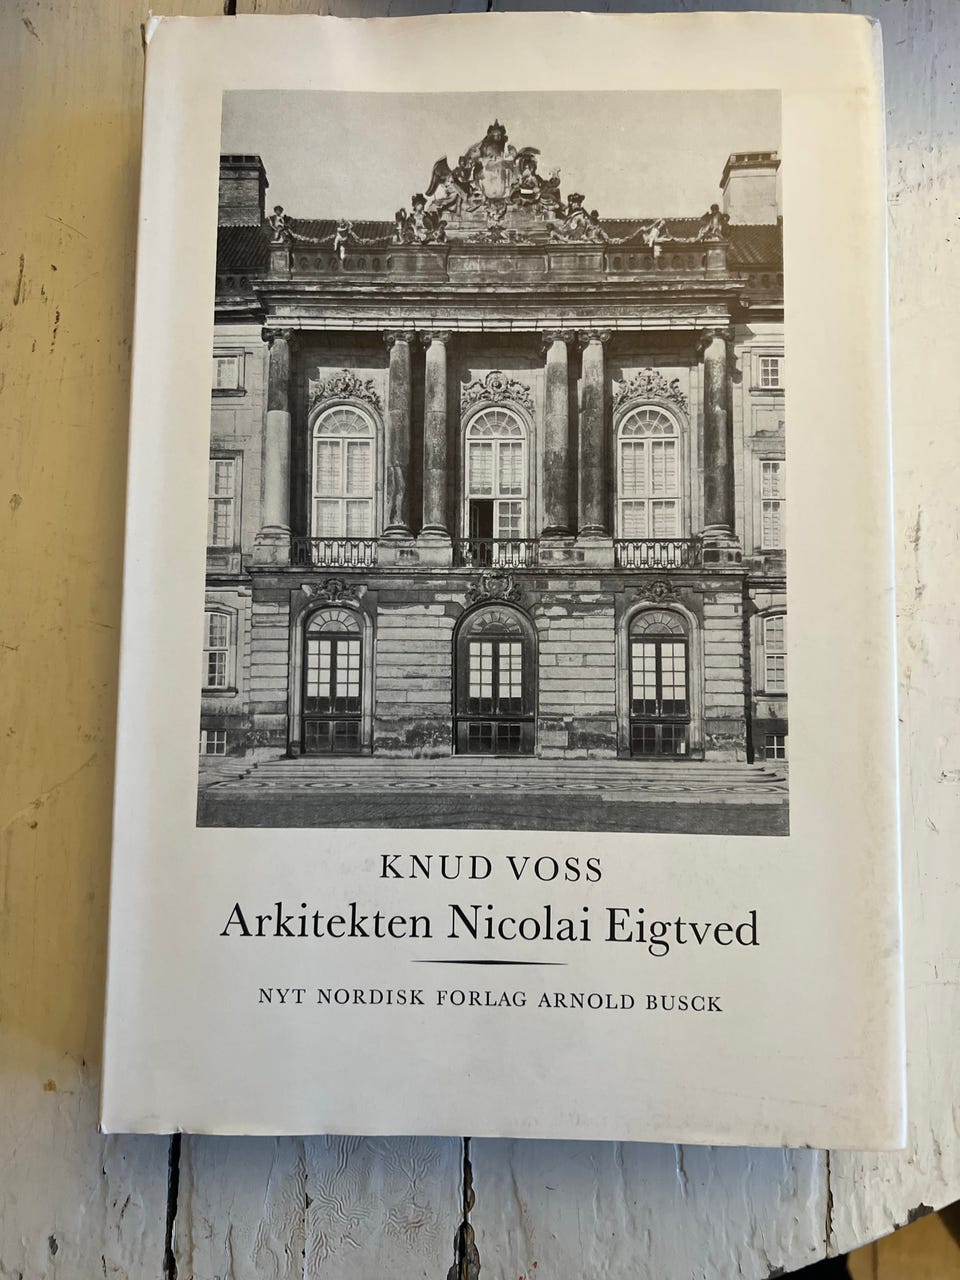 KNUD VOSS
Arkitekten Nicolai Eigtved
NYT NORDISK FORLAG ARNOLD BUSCK